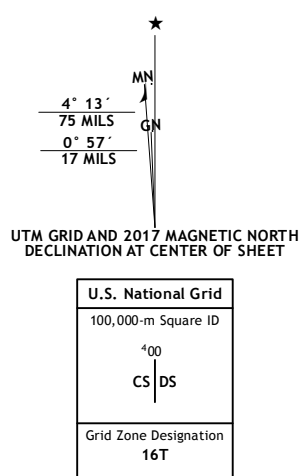 ★
MN
4° 13´
75 MILS
GN
0° 57´
17 MILS
UTM GRID AND 2017 MAGNETIC NORTH
DECLINATION AT CENTER OF SHEET
U.S. National Grid
100,000-m Square ID
⁴00
CS DS
Grid Zone Designation
16T